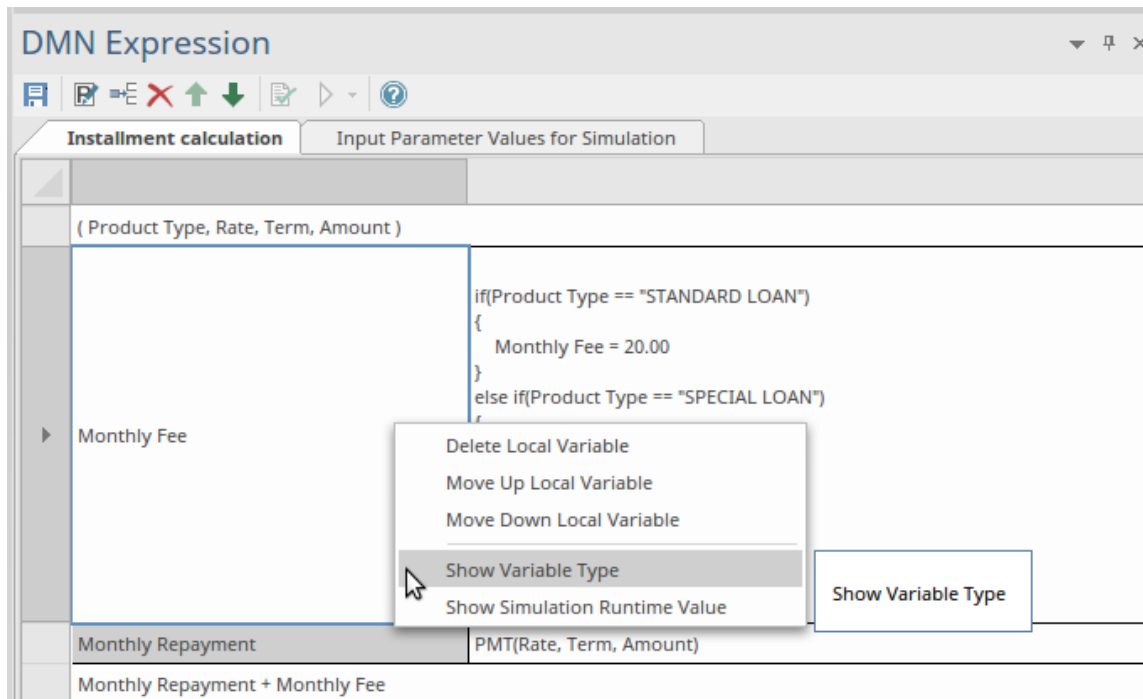 DMN Expression
Installment calculation
Input Parameter Values for Simulation
( Product Type, Rate, Term, Amount )
Monthly Fee
if(Product Type == "STANDARD LOAN")
{
Monthly Fee = 20.00
}
else if(Product Type == "SPECIAL LOAN")
{
Delete Local Variable
Move Up Local Variable
Move Down Local Variable
Show Variable Type
Show Simulation Runtime Value
Show Variable Type
Monthly Repayment
PMT(Rate, Term, Amount)
Monthly Repayment + Monthly Fee